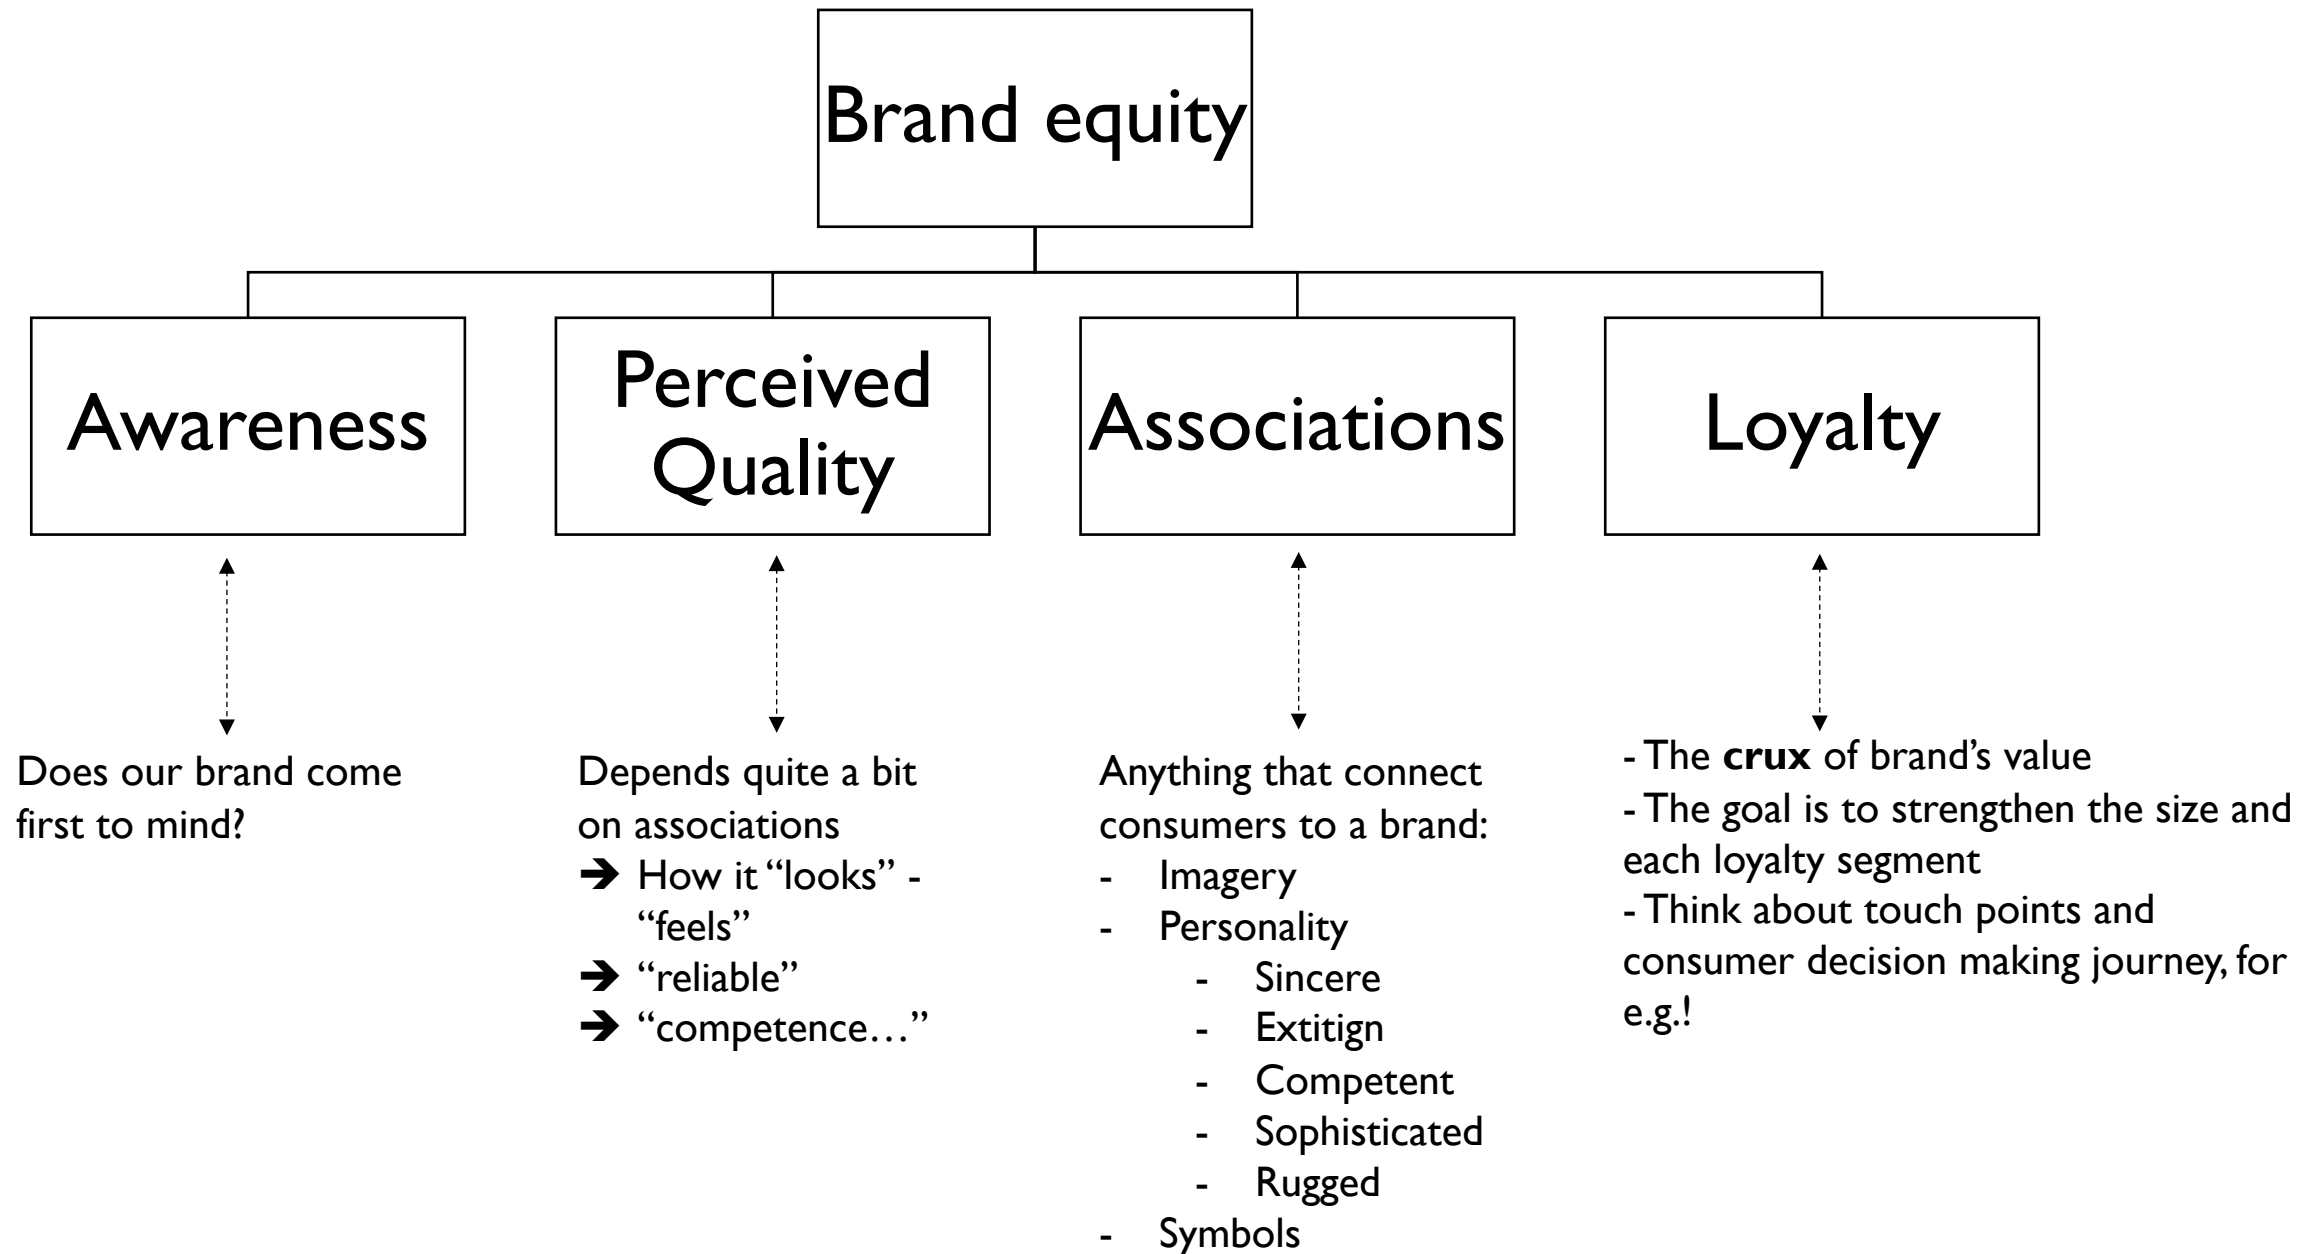 Brand equity
Awareness
Perceived
Quality
Associations
Loyalty
Does our brand come
first to mind?
Depends quite a bit
on associations
➔ How it “looks” -
“feels”
➔ “reliable”
➔ “competence…”
Anything that connect
consumers to a brand:
- Imagery
- Personality
- Sincere
- Extitign
- Competent
- Sophisticated
- Rugged
- Symbols
- The crux of brand’s value
- The goal is to strengthen the size and
each loyalty segment
- Think about touch points and
consumer decision making journey, for
e.g.!